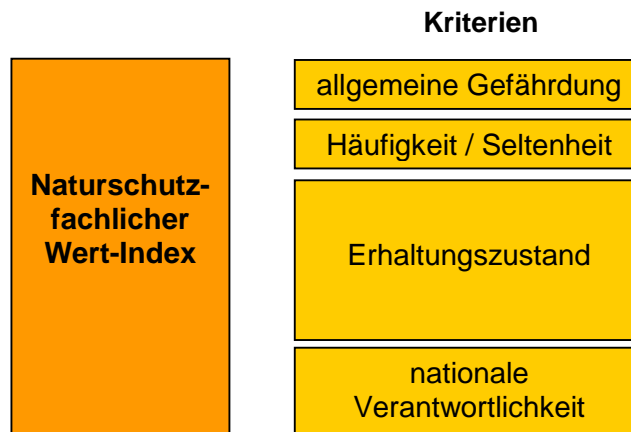 Kriterien
Naturschutz-
fachlicher
Wert-Index
allgemeine Gefährdung
Häufigkeit / Seltenheit
Erhaltungszustand
nationale
Verantwortlichkeit